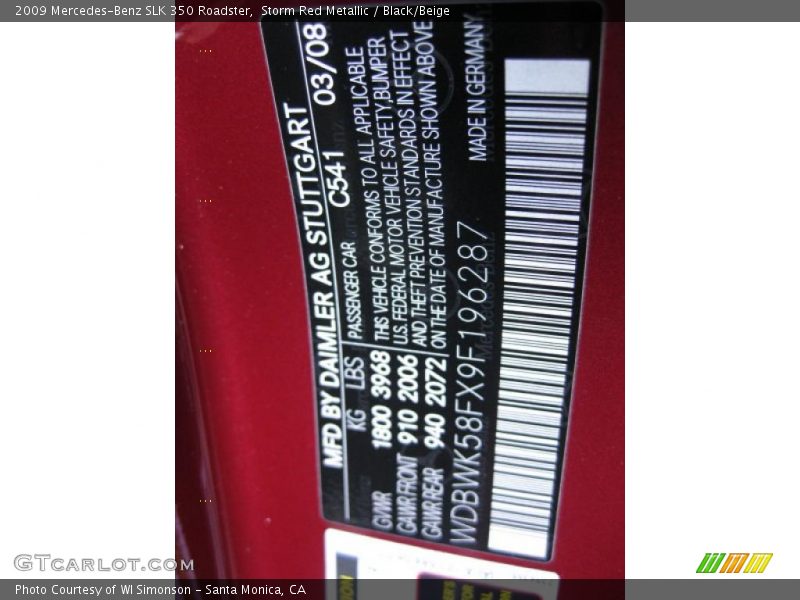 2009 Mercedes-Benz SLK 350 Roadster,  Storm Red Metallic / Black/Beige
MFD BY DAIMLER AG STUTTGART
C541 03/08
KG LBS PASSENGER CAR
GVWR 1800 3968 THIS VEHICLE CONFORMS TO ALL APPLICABLE
GAWR FRONT 910 2006 U.S. FEDERAL MOTOR VEHICLE SAFETY, BUMPER
GAWR REAR 940 2072 AND THEFT PREVENTION STANDARDS IN EFFECT
ON THE DATE OF MANUFACTURE SHOWN ABOVE
WDBWK58FX9F196287 MADE IN GERMANY
GTCarlot.com
Photo Courtesy of WI Simonson - Santa Monica, CA